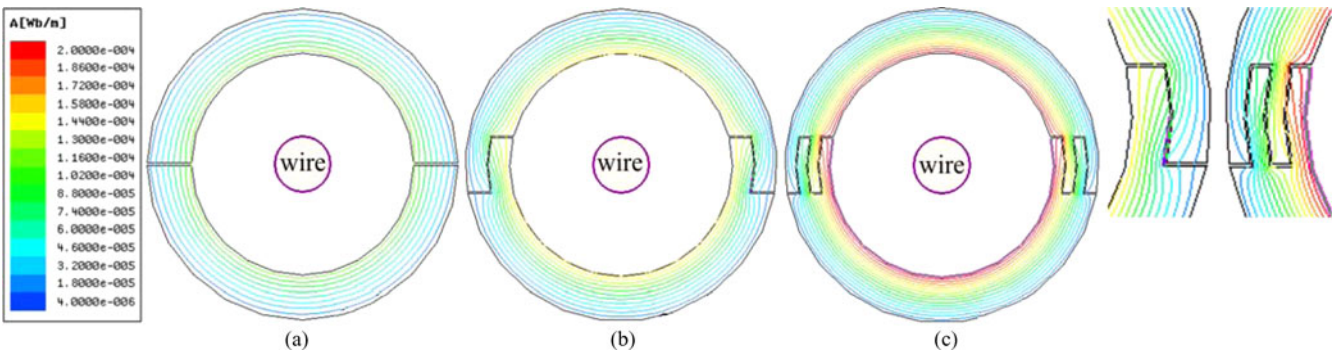 A[Wb/m]
2.0000e-004
1.8600e-004
1.7200e-004
1.5800e-004
1.4400e-004
1.3000e-004
1.1600e-004
1.0200e-004
8.8000e-005
7.4000e-005
6.0000e-005
4.6000e-005
3.2000e-005
1.8000e-005
4.0000e-006
wire
wire
wire
(a)
(b)
(c)